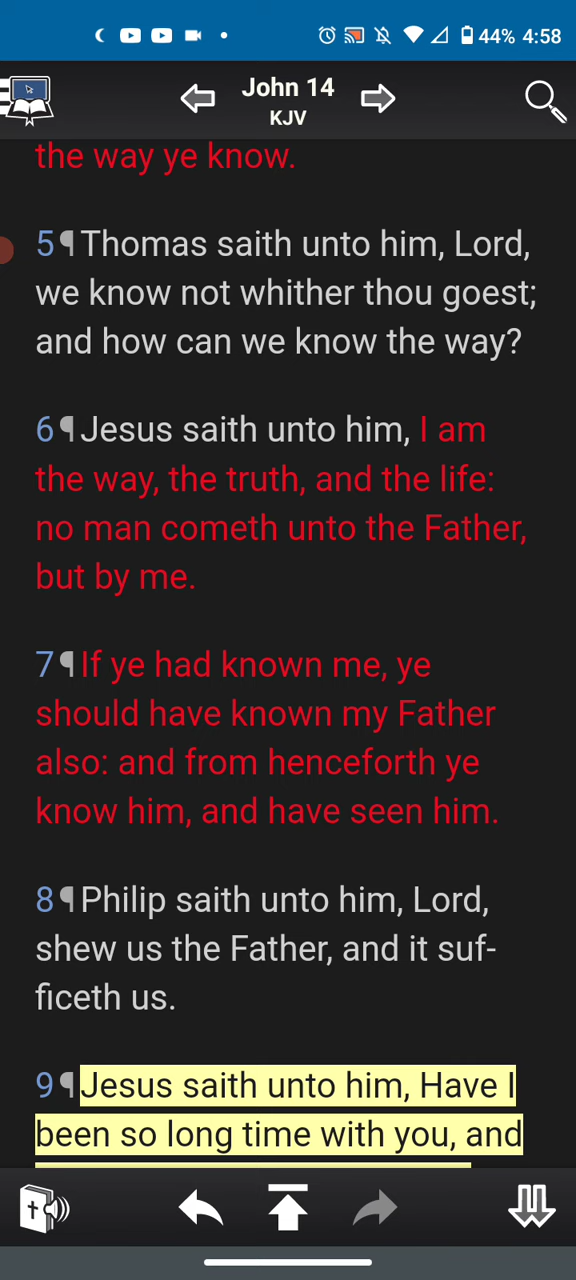 44% 4:58
John 14
KJV
the way ye know.
5 ¶Thomas saith unto him, Lord,
we know not whither thou goest;
and how can we know the way?
6 ¶Jesus saith unto him, I am
the way, the truth, and the life:
no man cometh unto the Father,
but by me.
7 ¶If ye had known me, ye
should have known my Father
also: and from henceforth ye
know him, and have seen him.
8 ¶Philip saith unto him, Lord,
shew us the Father, and it suf-
ficeth us.
9 ¶Jesus saith unto him, Have I
been so long time with you, and